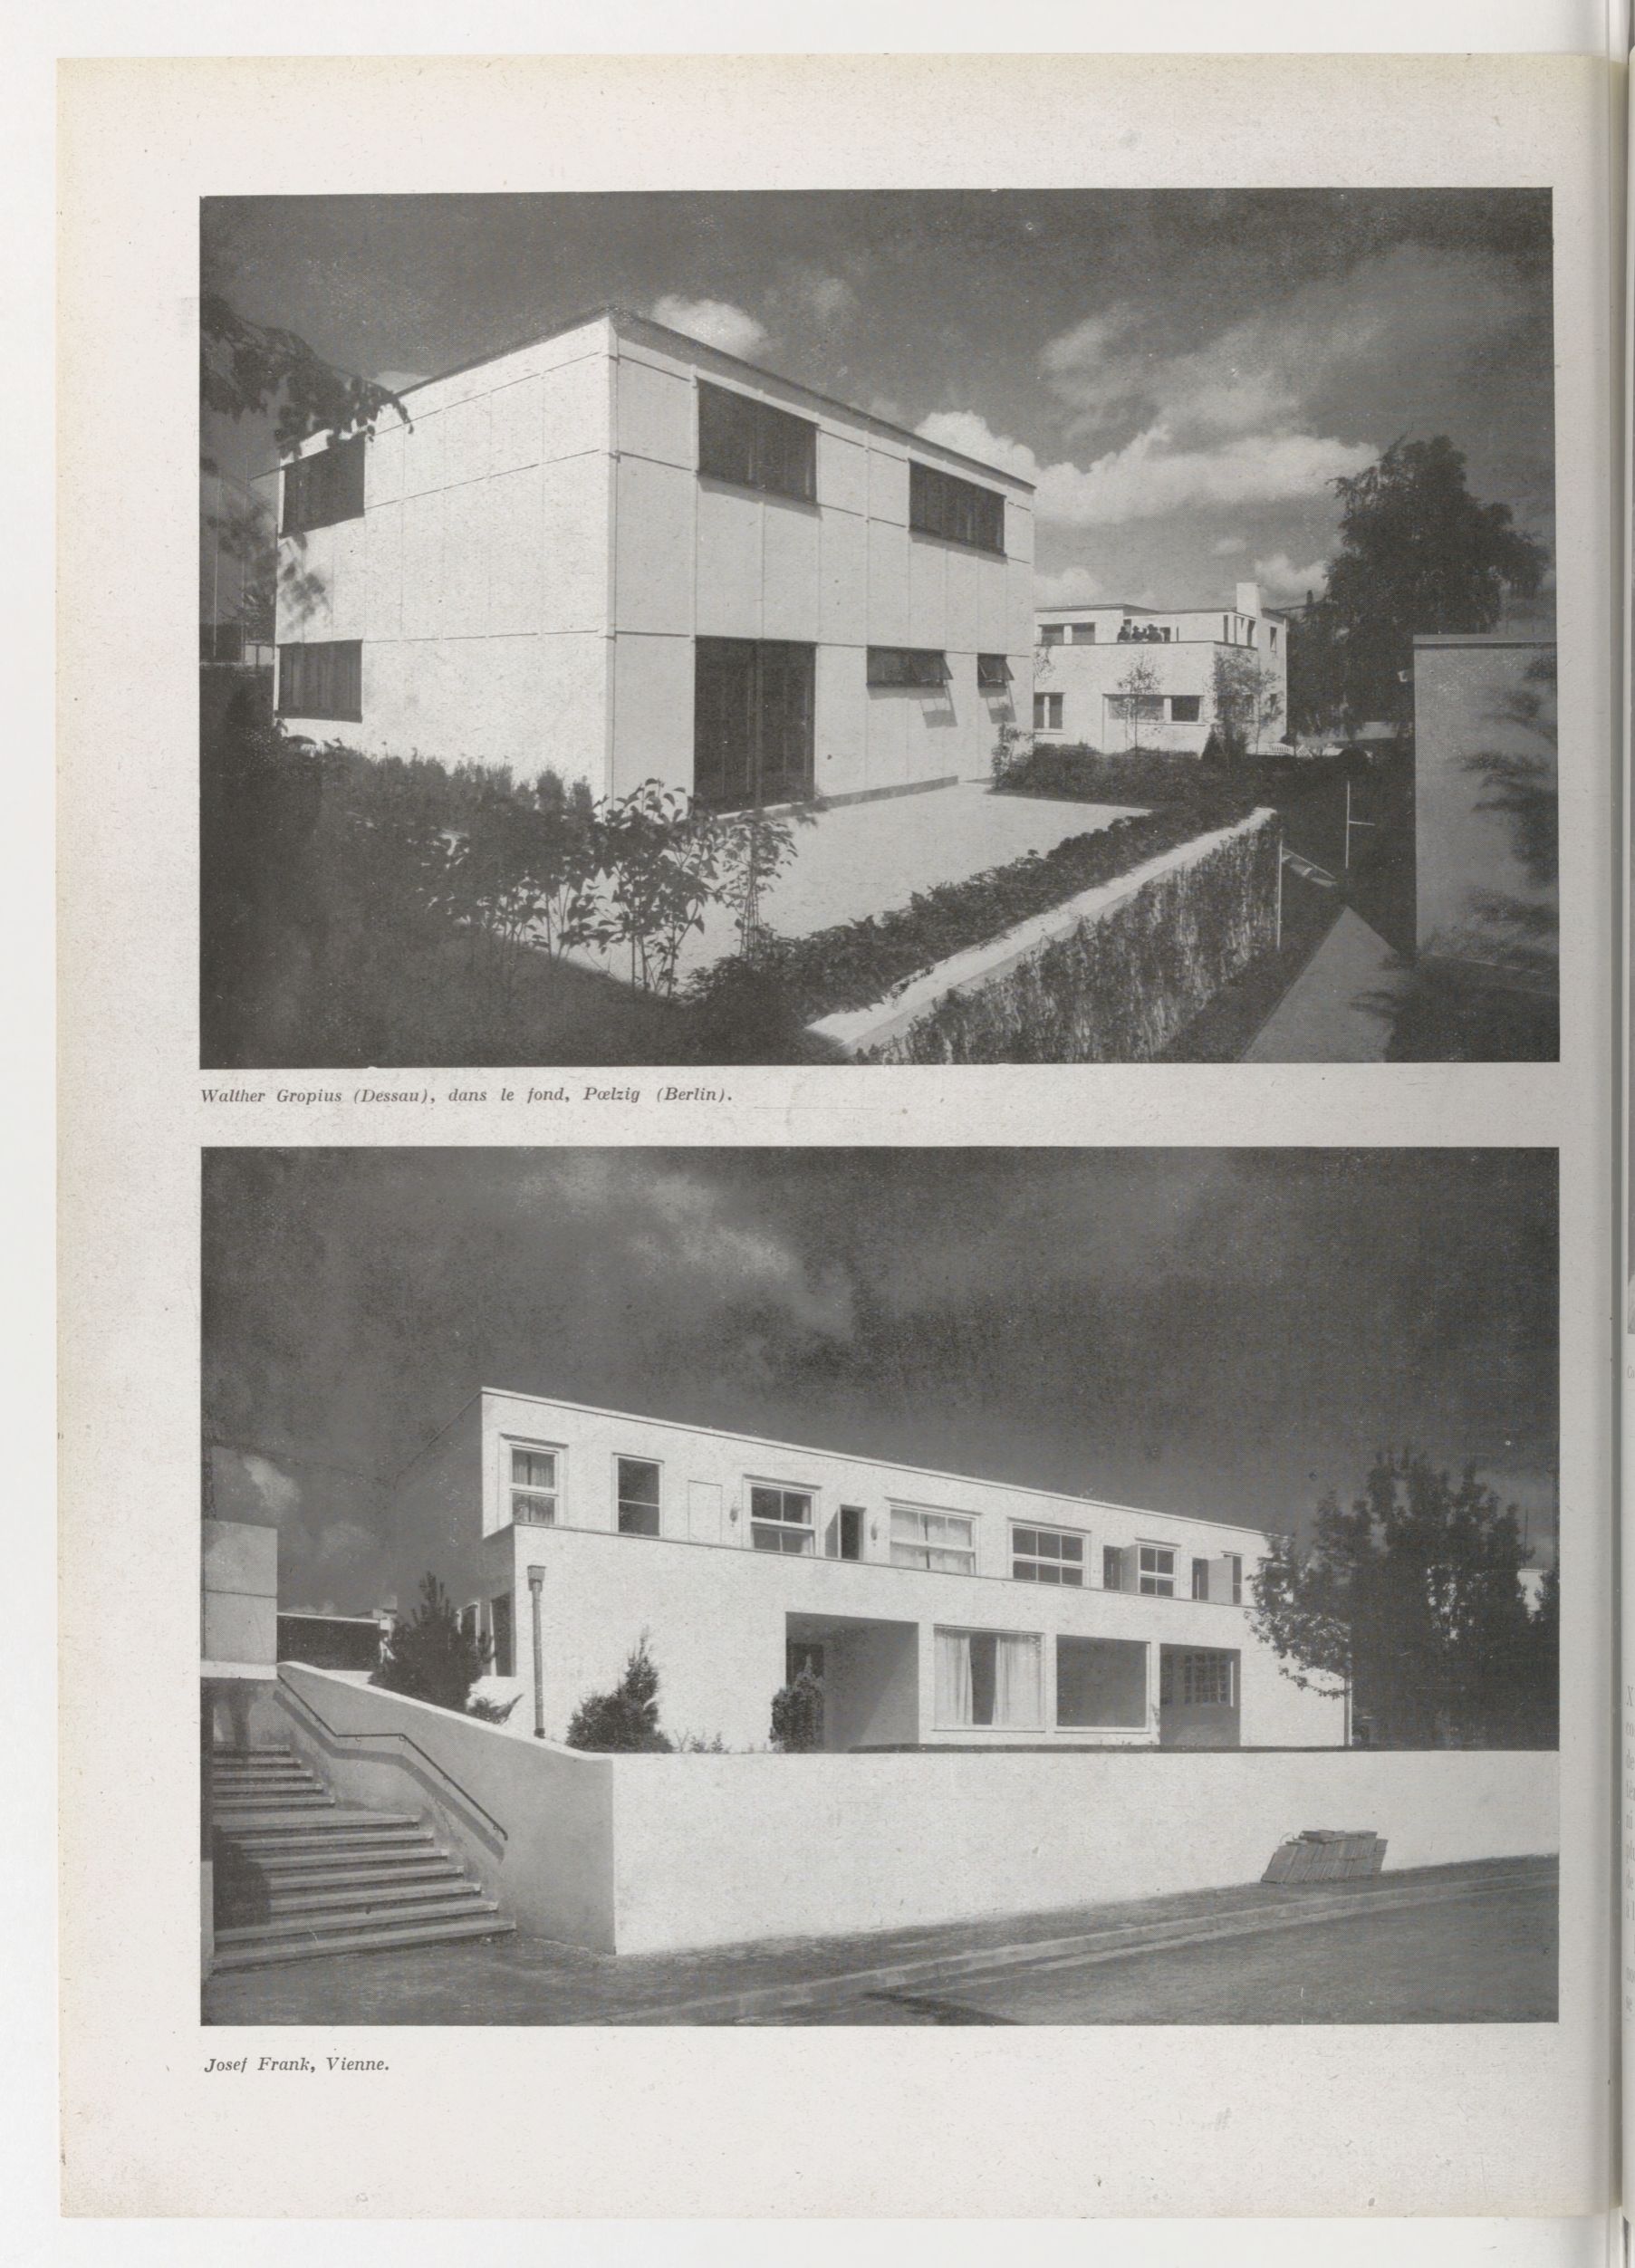 Walther Gropius (Dessau), dans le fond, Pœlzig (Berlin).
Josef Frank, Vienne.